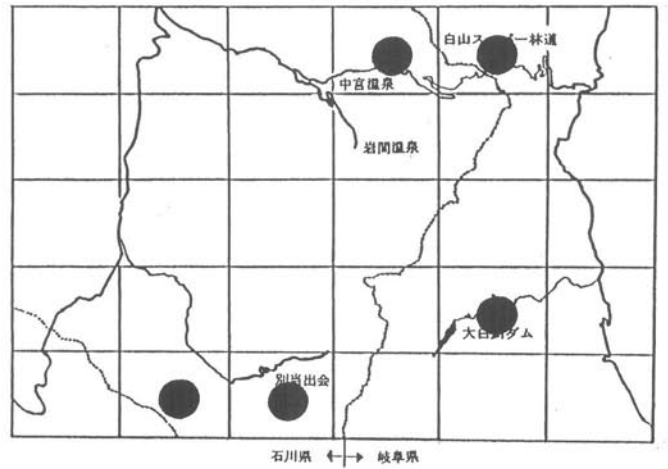 白山ス 一林道
中宮温泉
岩間温泉
大白 ダム
別当出会
石川県 ←→ 岐阜県